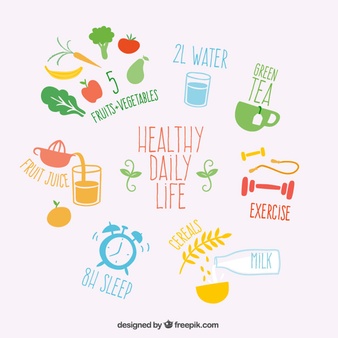 5
FRUITS+VEGETABLES
2L WATER
GREEN
TEA
FRUIT JUICE
HEALTHY
DAILY
LIFE
EXERCISE
8H SLEEP
CEREALS
MILK
designed by freepik.com